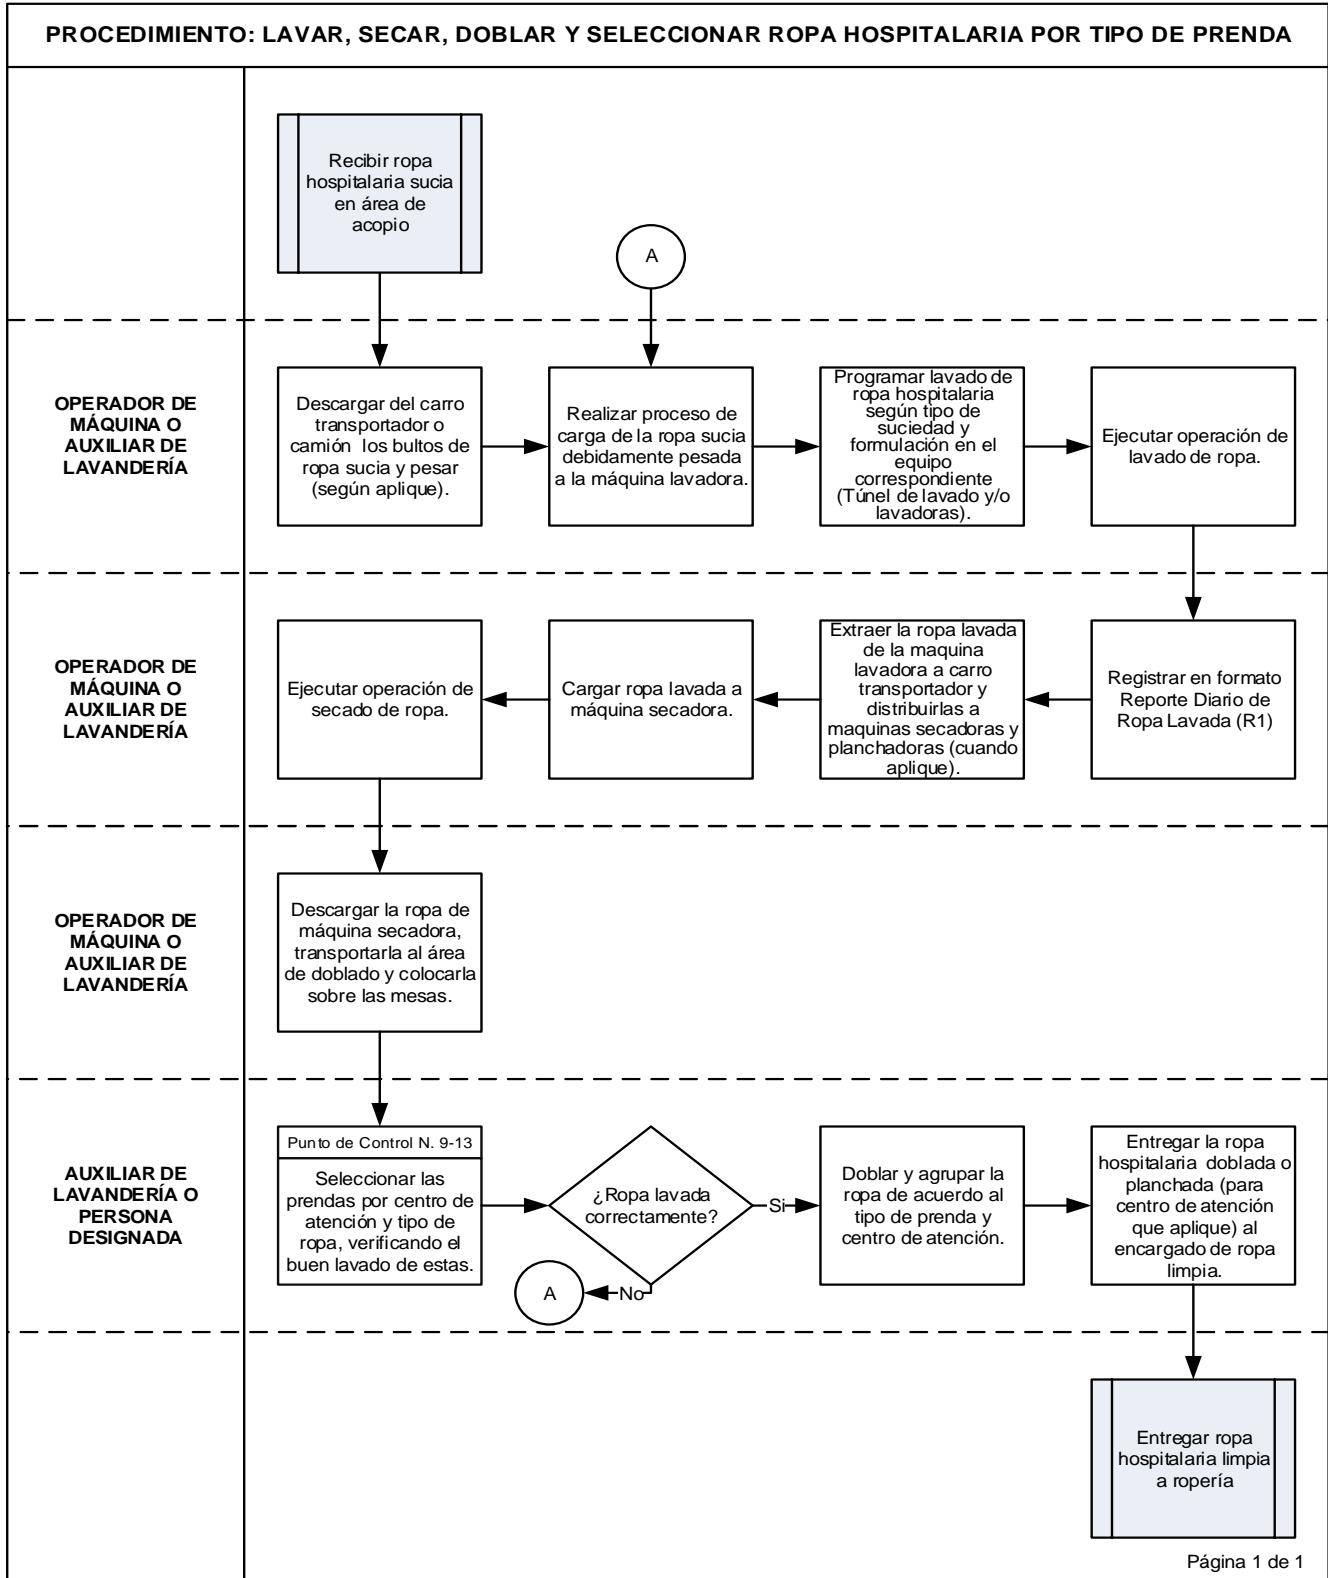 PROCEDIMIENTO: LAVAR, SECAR, DOBLAR Y SELECCIONAR ROPA HOSPITALARIA POR TIPO DE PRENDA
Recibir ropa
hospitalaria sucia
en área de
acopio
A
OPERADOR DE
MÁQUINA O
AUXILIAR DE
LAVANDERÍA
Descargar del carro
transportador o
camión los bultos de
ropa sucia y pesar
(según aplique).
Realizar proceso de
carga de la ropa sucia
debidamente pesada
a la máquina lavadora.
Programar lavado de
ropa hospitalaria
según tipo de
suciedad y
formulación en el
equipo
correspondiente
(Túnel de lavado y/o
lavadoras).
Ejecutar operación de
lavado de ropa.
OPERADOR DE
MÁQUINA O
AUXILIAR DE
LAVANDERÍA
Ejecutar operación de
secado de ropa.
Cargar ropa lavada a
máquina secadora.
Extraer la ropa lavada
de la maquina
lavadora a carro
transportador y
distribuirlas a
maquinas secadoras y
planchadoras (cuando
aplique).
Registrar en formato
Reporte Diario de
Ropa Lavada (R1)
OPERADOR DE
MÁQUINA O
AUXILIAR DE
LAVANDERÍA
Descargar la ropa de
máquina secadora,
transportarla al área
de doblado y colocarla
sobre las mesas.
AUXILIAR DE
LAVANDERÍA O
PERSONA
DESIGNADA
Punto de Control N. 9-13
Seleccionar las
prendas por centro de
atención y tipo de
ropa, verificando el
buen lavado de estas.
¿Ropa lavada
correctamente?
Si
No
A
Doblar y agrupar la
ropa de acuerdo al
tipo de prenda y
centro de atención.
Entregar la ropa
hospitalaria doblada o
planchada (para
centro de atención
que aplique) al
encargado de ropa
limpia.
Entregar ropa
hospitalaria limpia
a ropería
Página 1 de 1